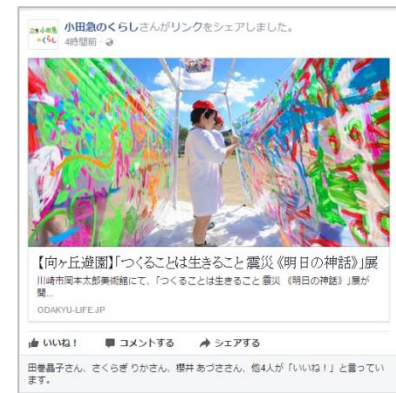 小田急のくらしさんがリンクをシェアしました。
4時間前
【向ヶ丘遊園】「つくることは生きること 震災《明日の神話》」展
川崎市岡本太郎美術館にて、「つくることは生きること 震災 《明日の神話》」展が
開...
ODAKYU-LIFE.JP
いいね！ コメントする シェアする
田巻晶子さん、さくらぎ りかさん、櫻井 あづささん、他4人が「いいね！」と言ってい
ます。